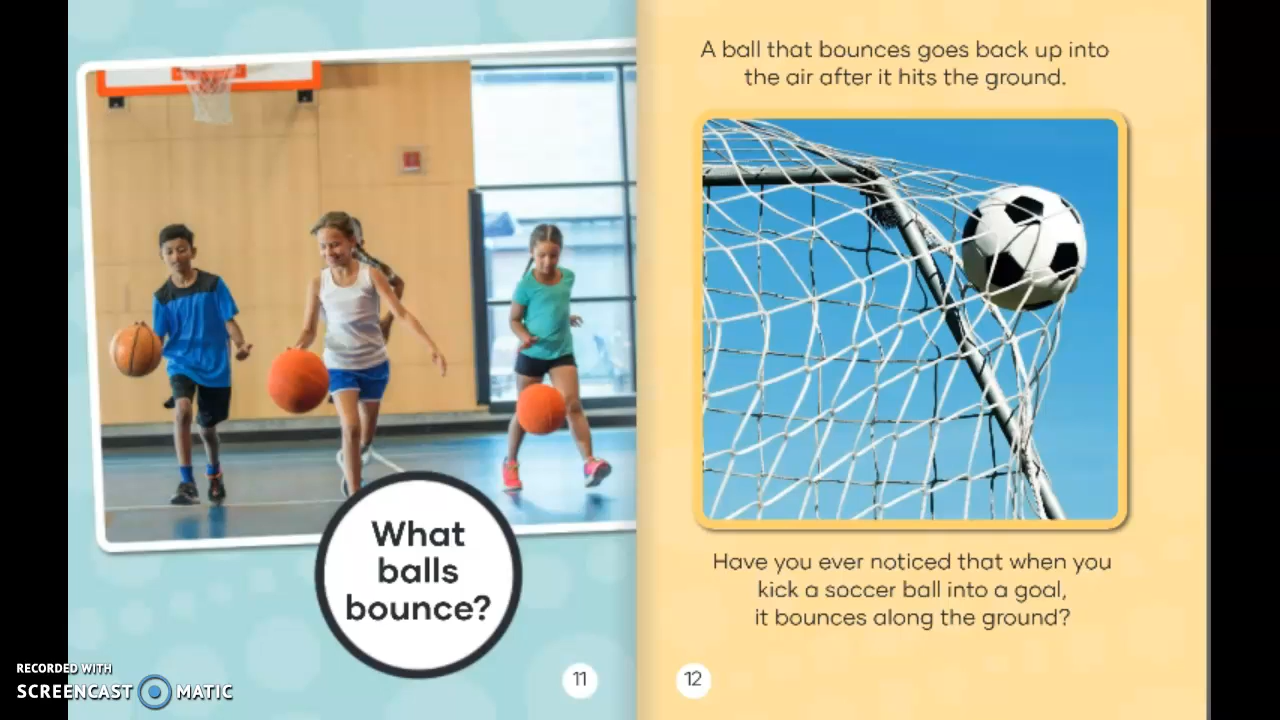 What
balls
bounce?
11
A ball that bounces goes back up into
the air after it hits the ground.
Have you ever noticed that when you
kick a soccer ball into a goal,
it bounces along the ground?
12
RECORDED WITH
SCREENCAST MATIC